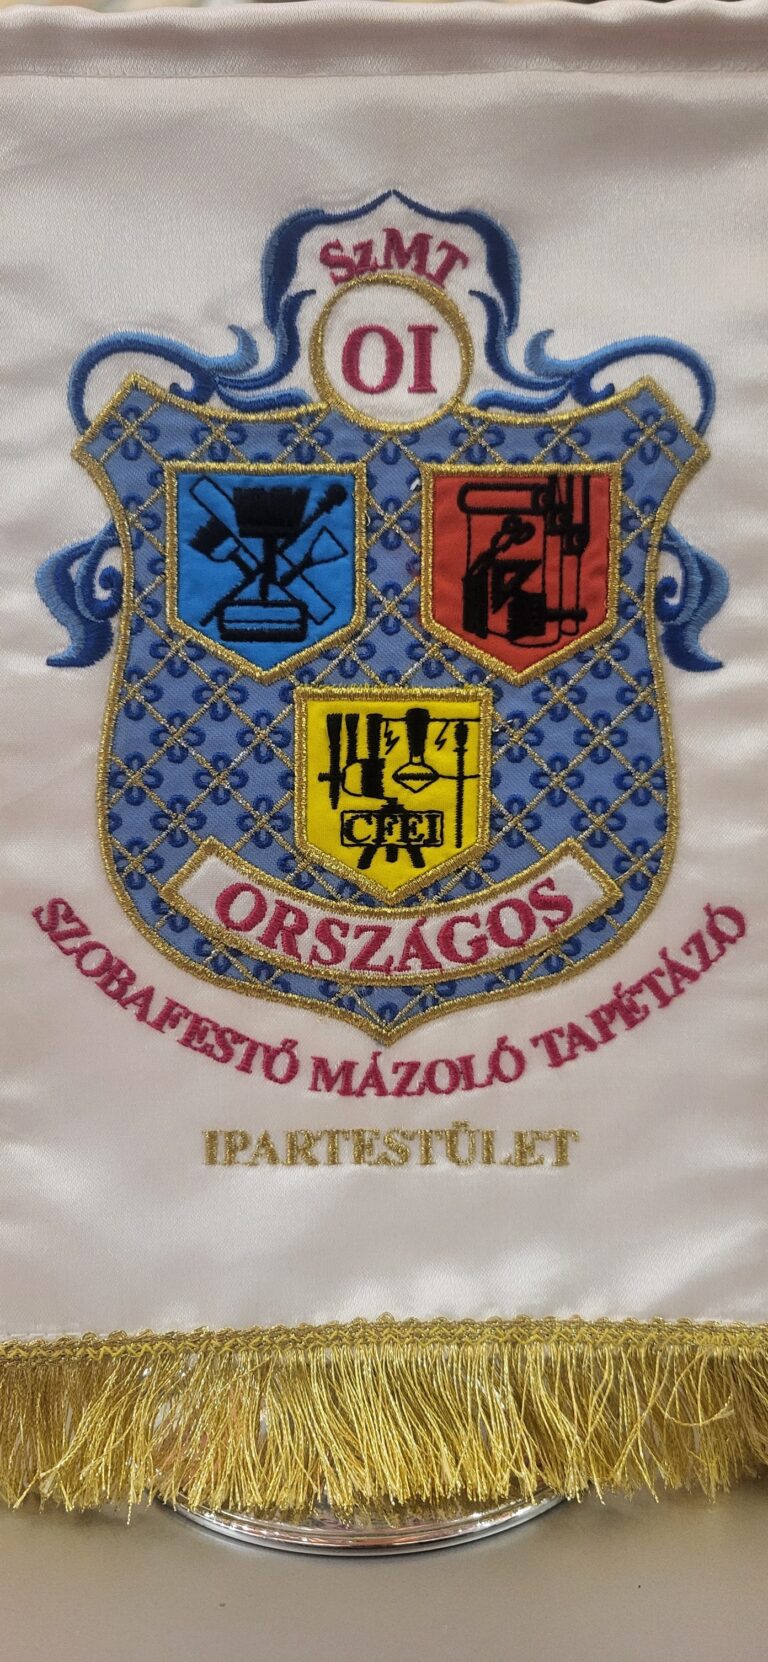 SzMT
OI
CFEI
ORSZÁGOS
SZOBAFESTŐ MÁZOLÓ TAPÉTÁZÓ
IPARTESTÜLET